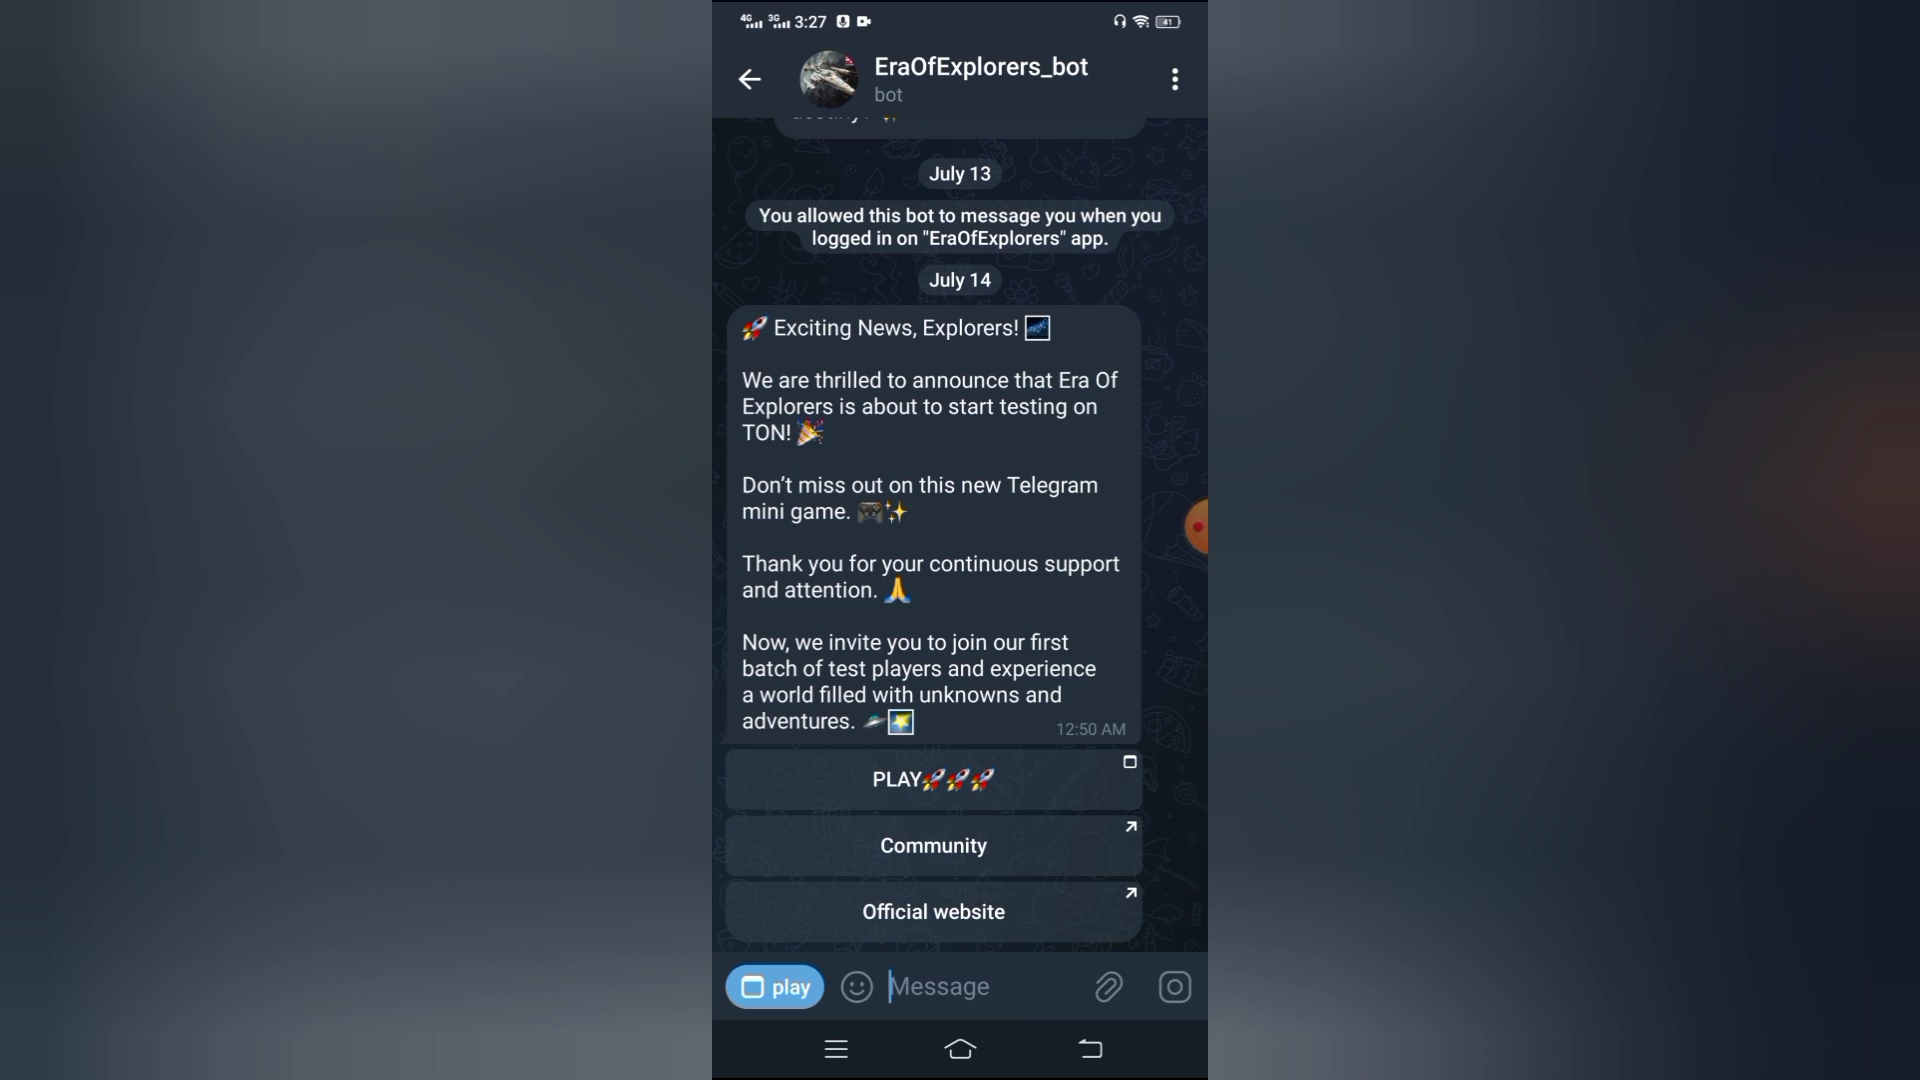 4G 3G 3:27 41
EraOfExplorers_bot
bot
July 13
You allowed this bot to message you when you
logged in on "EraOfExplorers" app.
July 14
🚀 Exciting News, Explorers! 🌌
We are thrilled to announce that Era Of
Explorers is about to start testing on
TON! 🎉
Don’t miss out on this new Telegram
mini game. 🎮✨
Thank you for your continuous support
and attention. 🙏
Now, we invite you to join our first
batch of test players and experience
a world filled with unknowns and
adventures. 🛸🌠
12:50 AM
PLAY🚀🚀🚀
Community
Official website
play
Message